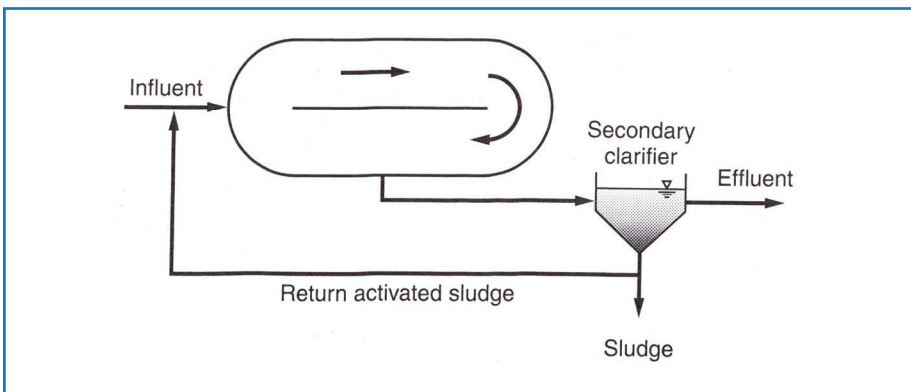 Influent
Secondary
clarifier
Effluent
Return activated sludge
Sludge